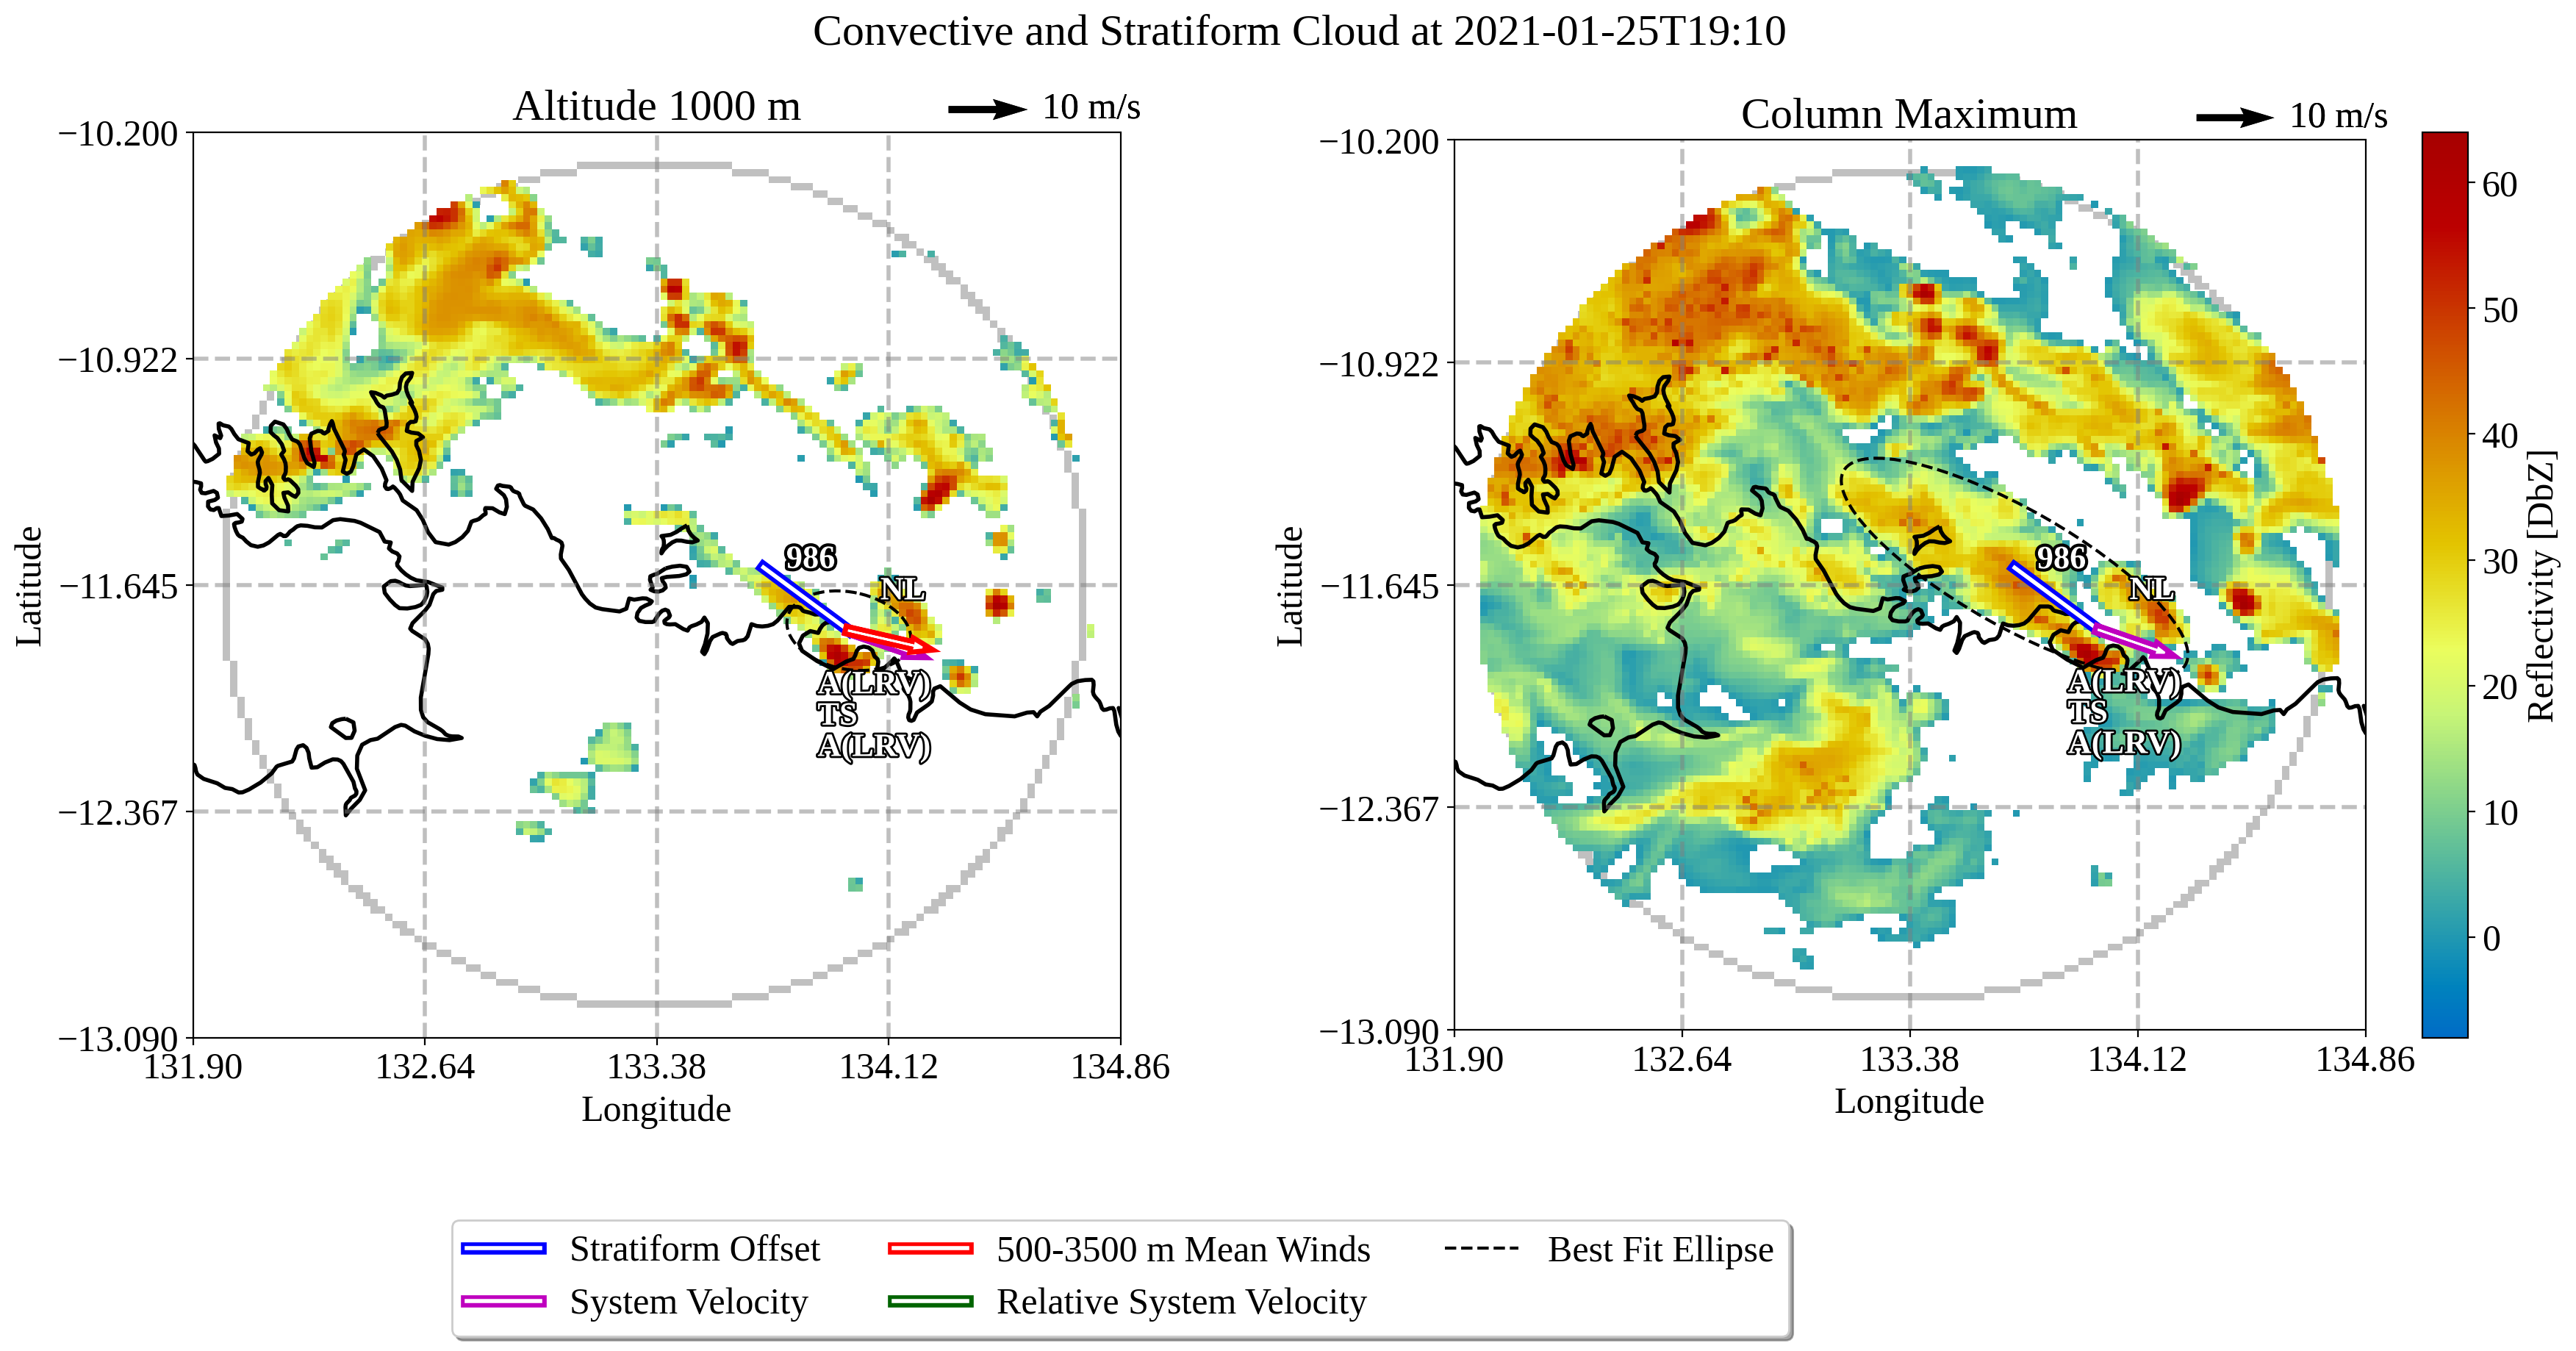 Convective and Stratiform Cloud at 2021-01-25T19:10
Altitude 1000 m
10 m/s
−10.200
−10.922
−11.645
−12.367
−13.090
131.90
132.64
133.38
134.12
134.86
Latitude
Longitude
986
NL
A(LRV)
TS
A(LRV)
Column Maximum
10 m/s
−10.200
−10.922
−11.645
−12.367
−13.090
131.90
132.64
133.38
134.12
134.86
Latitude
Longitude
986
NL
A(LRV)
TS
A(LRV)
60
50
40
30
20
10
0
Reflectivity [DbZ]
Stratiform Offset
System Velocity
500-3500 m Mean Winds
Relative System Velocity
Best Fit Ellipse